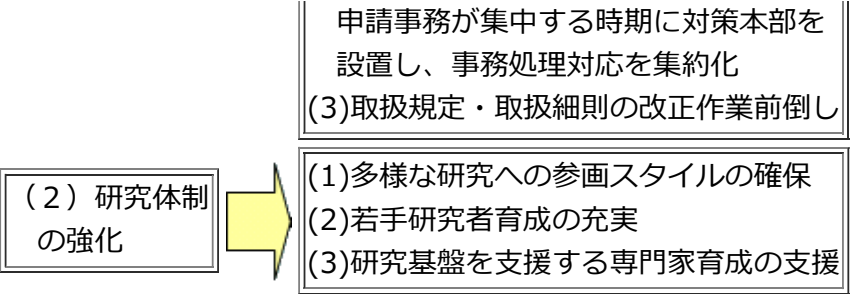 申請事務が集中する時期に対策本部を
設置し、事務処理対応を集約化
(3)取扱規定・取扱細則の改正作業前倒し
（２）研究体制
の強化
(1)多様な研究への参画スタイルの確保
(2)若手研究者育成の充実
(3)研究基盤を支援する専門家育成の支援